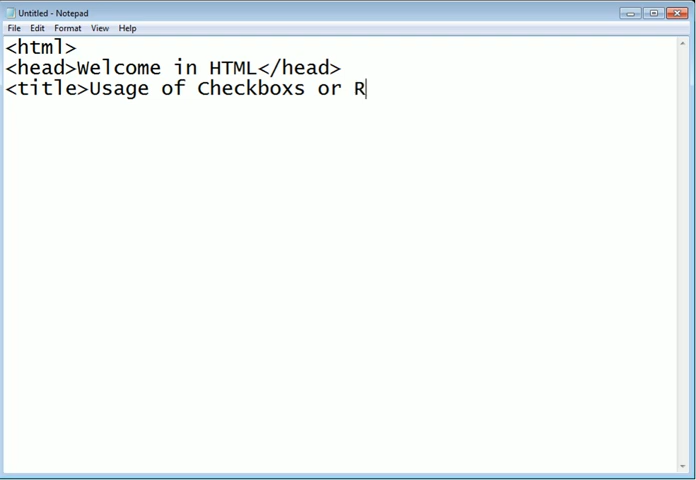 Untitled - Notepad
File Edit Format View Help
<html>
<head>Welcome in HTML</head>
<title>Usage of Checkboxs or R